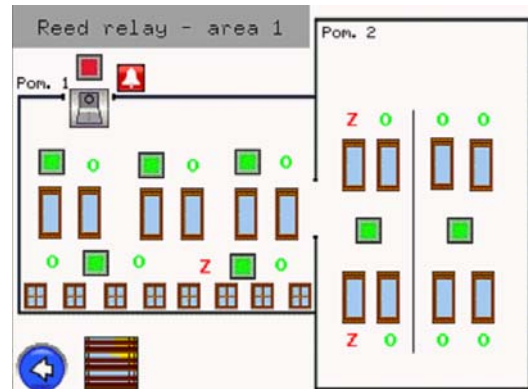 Reed relay - area 1
Pom. 2
Pom. 1
Z O O O
O O O
O O Z O
Z O O O